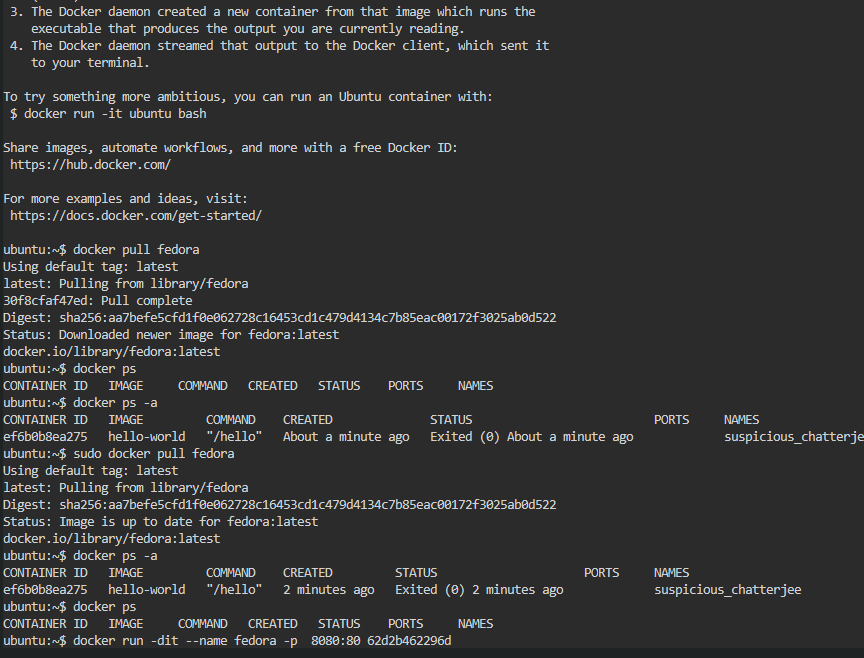 3. The Docker daemon created a new container from that image which runs the
executable that produces the output you are currently reading.
4. The Docker daemon streamed that output to the Docker client, which sent it
to your terminal.
To try something more ambitious, you can run an Ubuntu container with:
$ docker run -it ubuntu bash
Share images, automate workflows, and more with a free Docker ID:
https://hub.docker.com/
For more examples and ideas, visit:
https://docs.docker.com/get-started/
ubuntu:~$ docker pull fedora
Using default tag: latest
latest: Pulling from library/fedora
30f8cfaf47ed: Pull complete
Digest: sha256:aa7befe5cfd1f0e062728c16453cd1c479d4134c7b85eac00172f3025ab0d522
Status: Downloaded newer image for fedora:latest
docker.io/library/fedora:latest
ubuntu:~$ docker ps
CONTAINER ID   IMAGE     COMMAND   CREATED   STATUS    PORTS     NAMES
ubuntu:~$ docker ps -a
CONTAINER ID   IMAGE         COMMAND    CREATED              STATUS                          PORTS     NAMES
ef6b0b8ea275   hello-world   "/hello"   About a minute ago   Exited (0) About a minute ago             suspicious_chatterje
ubuntu:~$ sudo docker pull fedora
Using default tag: latest
latest: Pulling from library/fedora
Digest: sha256:aa7befe5cfd1f0e062728c16453cd1c479d4134c7b85eac00172f3025ab0d522
Status: Image is up to date for fedora:latest
docker.io/library/fedora:latest
ubuntu:~$ docker ps -a
CONTAINER ID   IMAGE         COMMAND    CREATED         STATUS                     PORTS     NAMES
ef6b0b8ea275   hello-world   "/hello"   2 minutes ago   Exited (0) 2 minutes ago             suspicious_chatterjee
ubuntu:~$ docker ps
CONTAINER ID   IMAGE     COMMAND   CREATED   STATUS    PORTS     NAMES
ubuntu:~$ docker run -dit --name fedora -p  8080:80 62d2b462296d